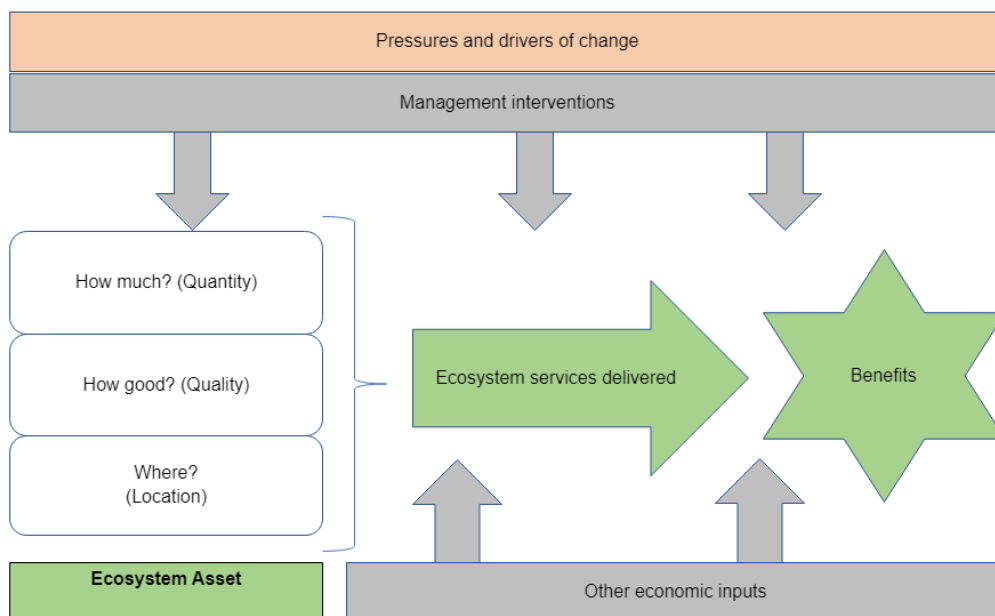 Pressures and drivers of change
Management interventions
How much? (Quantity)
How good? (Quality)
Where?
(Location)
Ecosystem services delivered
Benefits
Ecosystem Asset
Other economic inputs